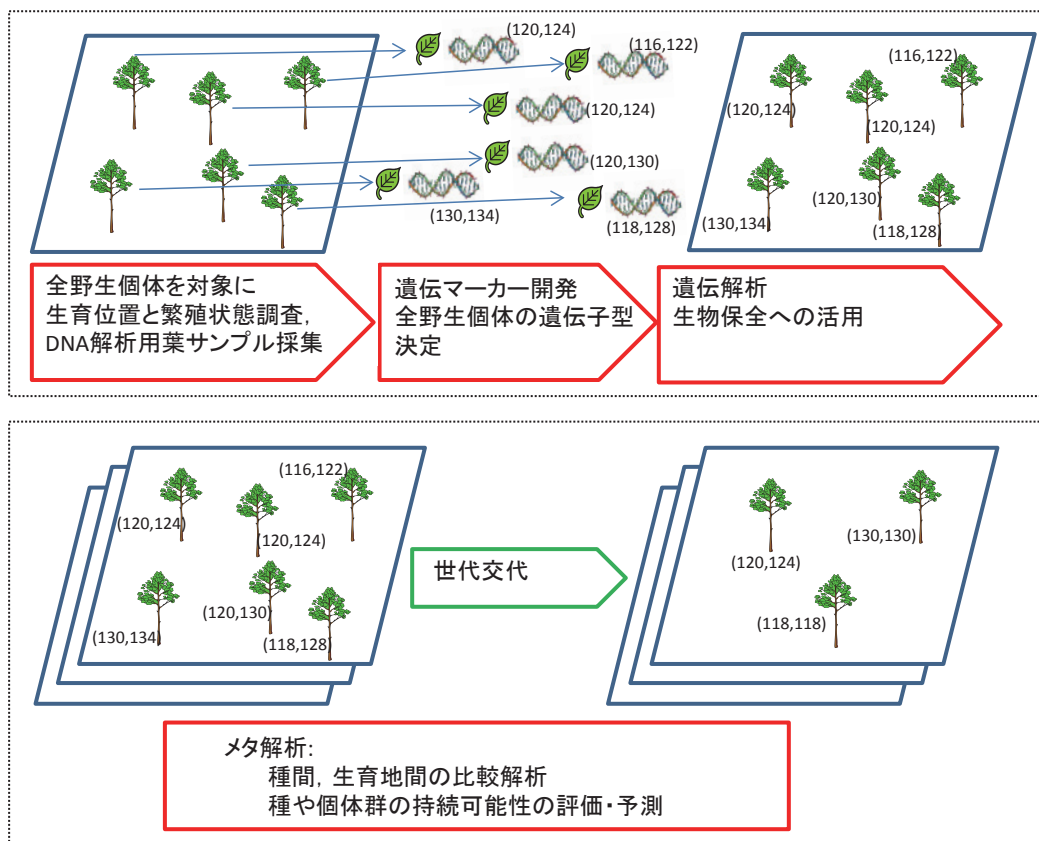 (120,124)
(116,122)
(120,124)
(120,130)
(130,134)
(118,128)
(116,122)
(120,124)
(120,124)
(120,130)
(130,134)
(118,128)
全野生個体を対象に
生育位置と繁殖状態調査,
DNA解析用葉サンプル採集
遺伝マーカー開発
全野生個体の遺伝子型
決定
遺伝解析
生物保全への活用
(116,122)
(120,124)
(120,124)
(120,130)
(130,134)
(118,128)
世代交代
(130,130)
(120,124)
(118,118)
メタ解析:
種間, 生育地間の比較解析
種や個体群の持続可能性の評価・予測